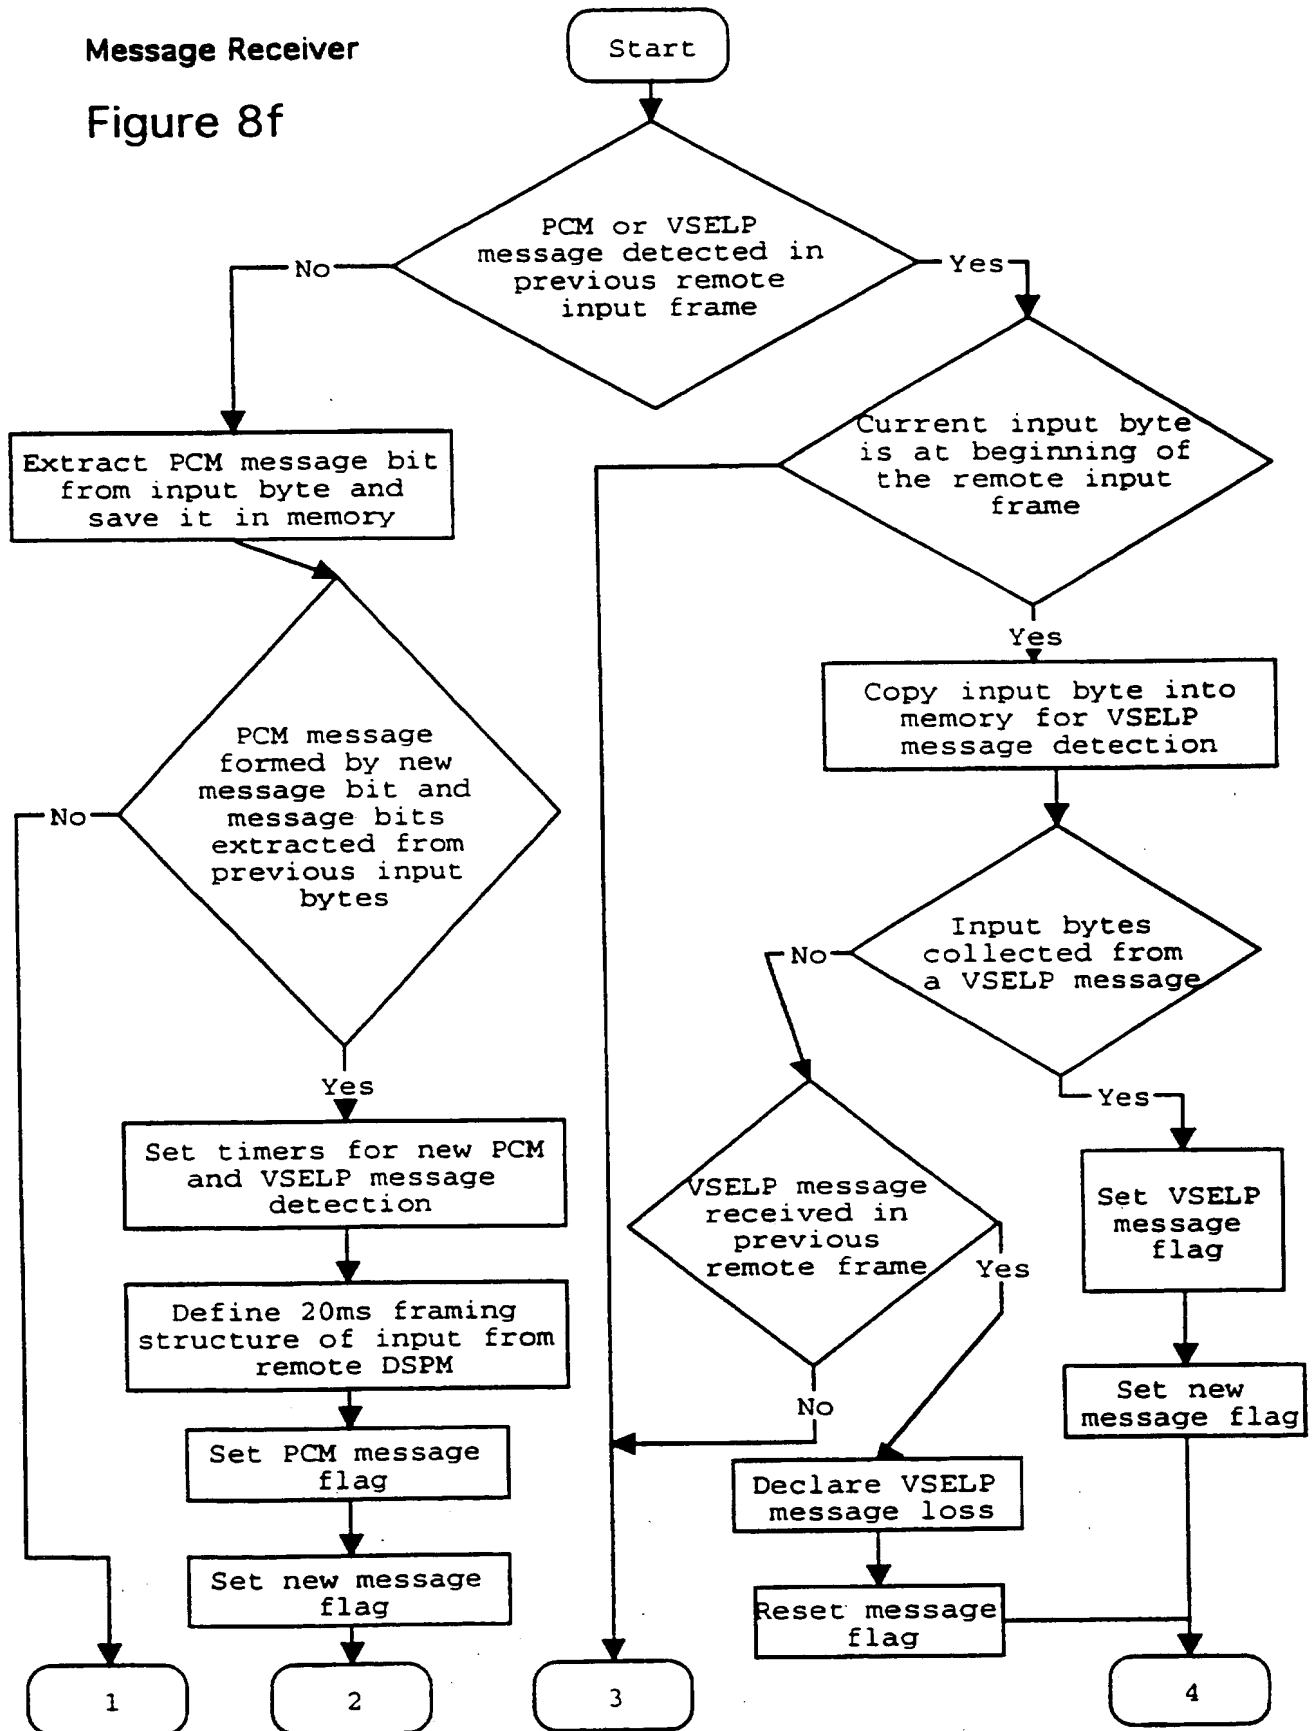 Message Receiver
Figure 8f
Start
PCM or VSELP
message detected in
previous remote
input frame
No
Yes
Extract PCM message bit
from input byte and
save it in memory
Current input byte
is at beginning of
the remote input
frame
Yes
Copy input byte into
memory for VSELP
message detection
PCM message
formed by new
message bit and
message bits
extracted from
previous input
bytes
No
Yes
Input bytes
collected from
a VSELP message
No
Yes
Set timers for new PCM
and VSELP message
detection
VSELP message
received in
previous
remote frame
Yes
No
Set VSELP
message
flag
Define 20ms framing
structure of input from
remote DSPM
Set new
message flag
Set PCM message
flag
Declare VSELP
message loss
Set new message
flag
Reset message
flag
1
2
3
4